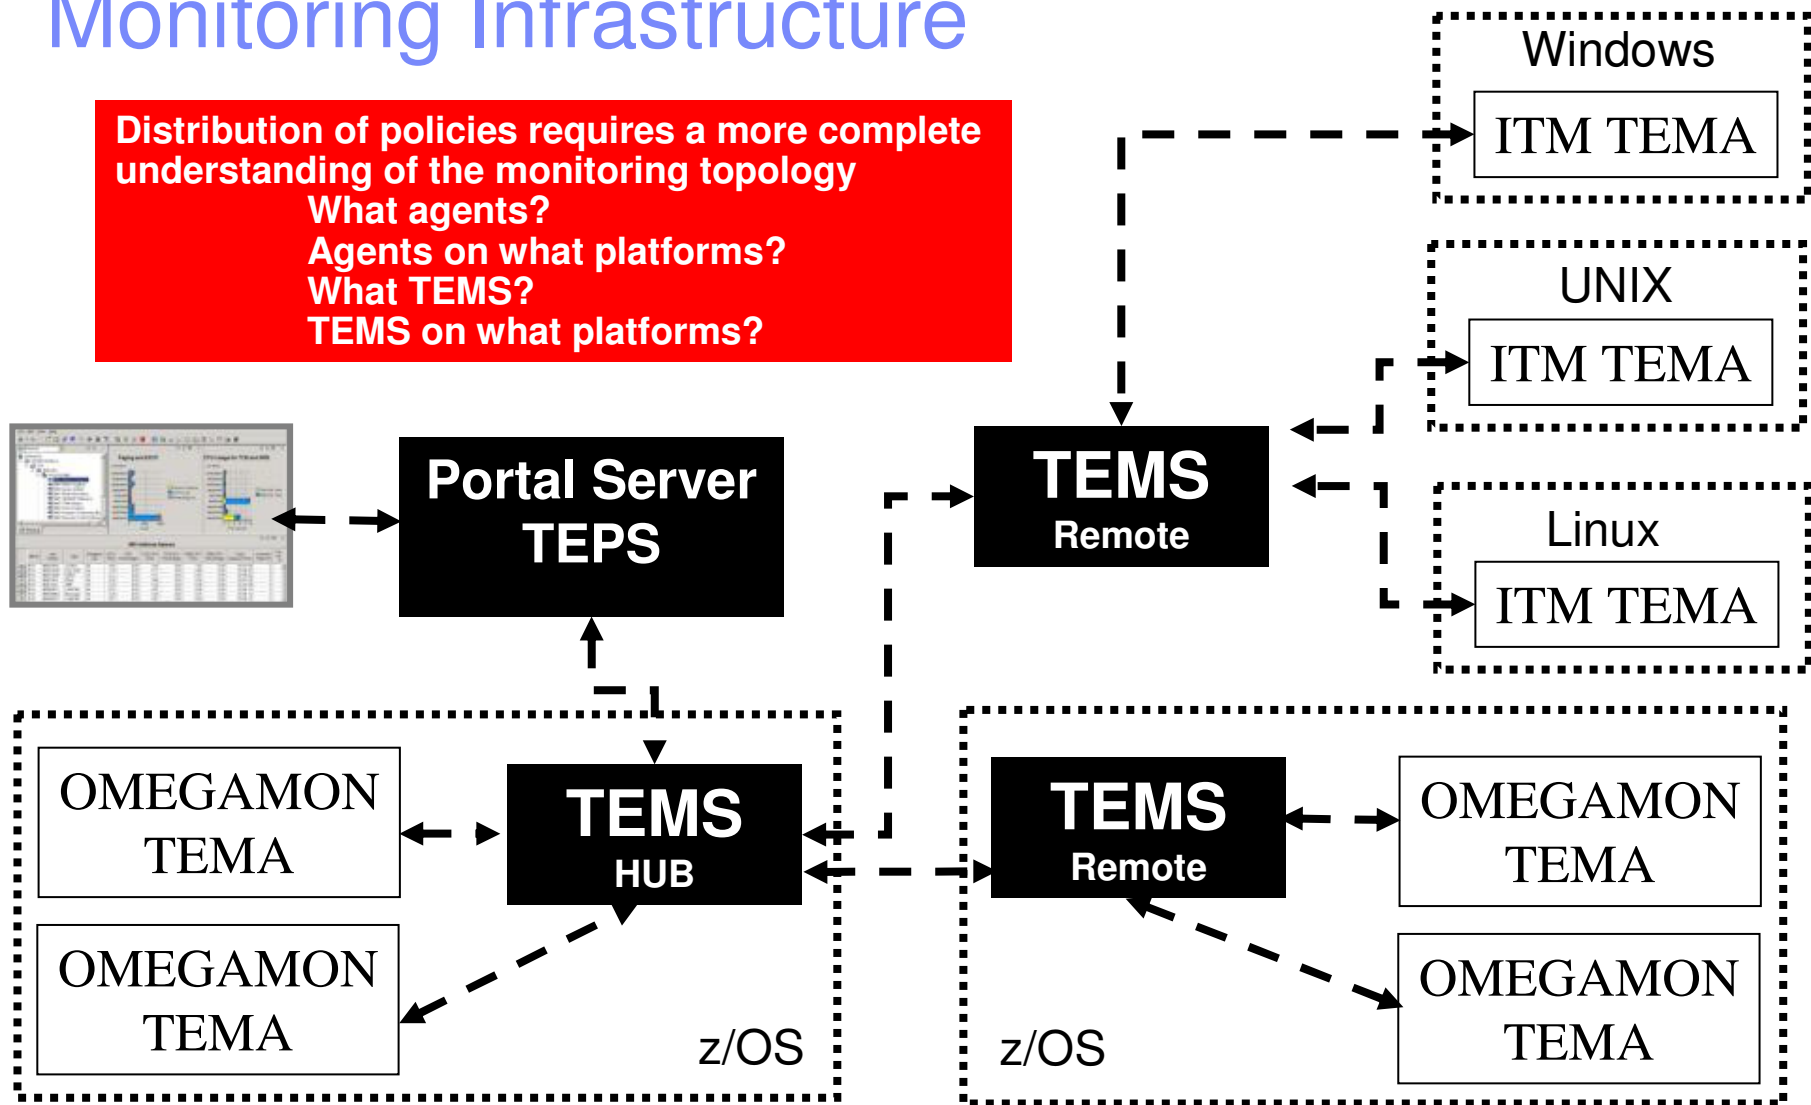 Monitoring Infrastructure
Distribution of policies requires a more complete
understanding of the monitoring topology
What agents?
Agents on what platforms?
What TEMS?
TEMS on what platforms?
Windows
ITM TEMA
UNIX
ITM TEMA
Linux
ITM TEMA
Portal Server
TEPS
TEMS
Remote
OMEGAMON
TEMA
OMEGAMON
TEMA
TEMS
HUB
z/OS
TEMS
Remote
OMEGAMON
TEMA
OMEGAMON
TEMA
z/OS